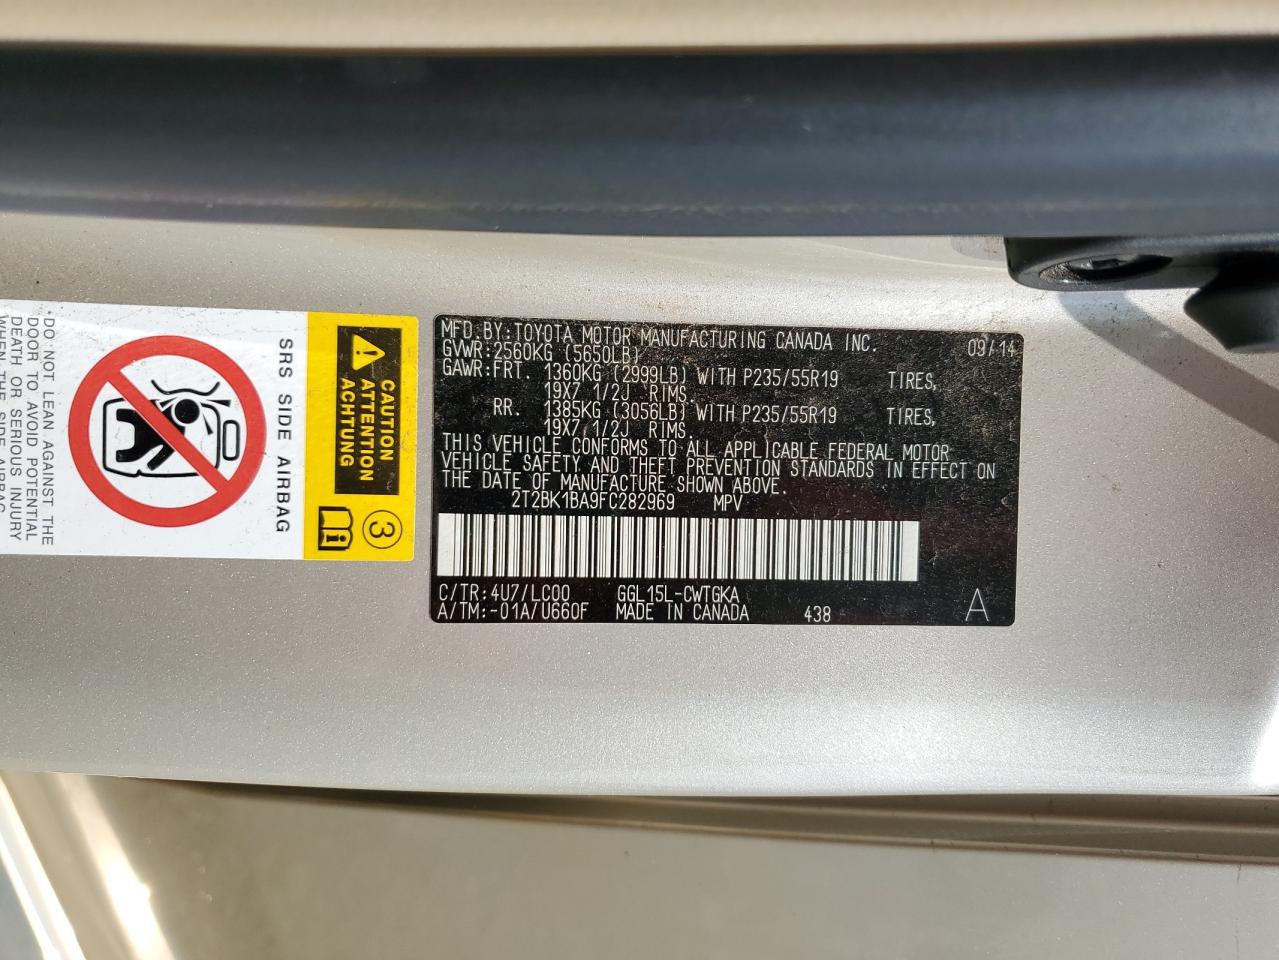 MFD.BY:TOYOTA MOTOR MANUFACTURING CANADA INC. 09/14
GVWR:2560KG (5650LB)
GAWR:FRT. 1360KG (2999LB) WITH P235/55R19 TIRES,
19X7 1/2J RIMS.
RR. 1385KG (3056LB) WITH P235/55R19 TIRES,
19X7 1/2J RIMS.
THIS VEHICLE CONFORMS TO ALL APPLICABLE FEDERAL MOTOR
VEHICLE SAFETY AND THEFT PREVENTION STANDARDS IN EFFECT ON
THE DATE OF MANUFACTURE SHOWN ABOVE.
2T2BK1BA9FC282969 MPV
C/TR:4U7/LC00 GGL15L-CWTGKA
A/TM:-01A/U660F MADE IN CANADA 438 A
CAUTION
ATTENTION
ACHTUNG
3
SRS SIDE AIRBAG
•DO NOT LEAN AGAINST THE
DOOR TO AVOID POTENTIAL
DEATH OR SERIOUS INJURY
WHEN THE SIDE AIRBAG